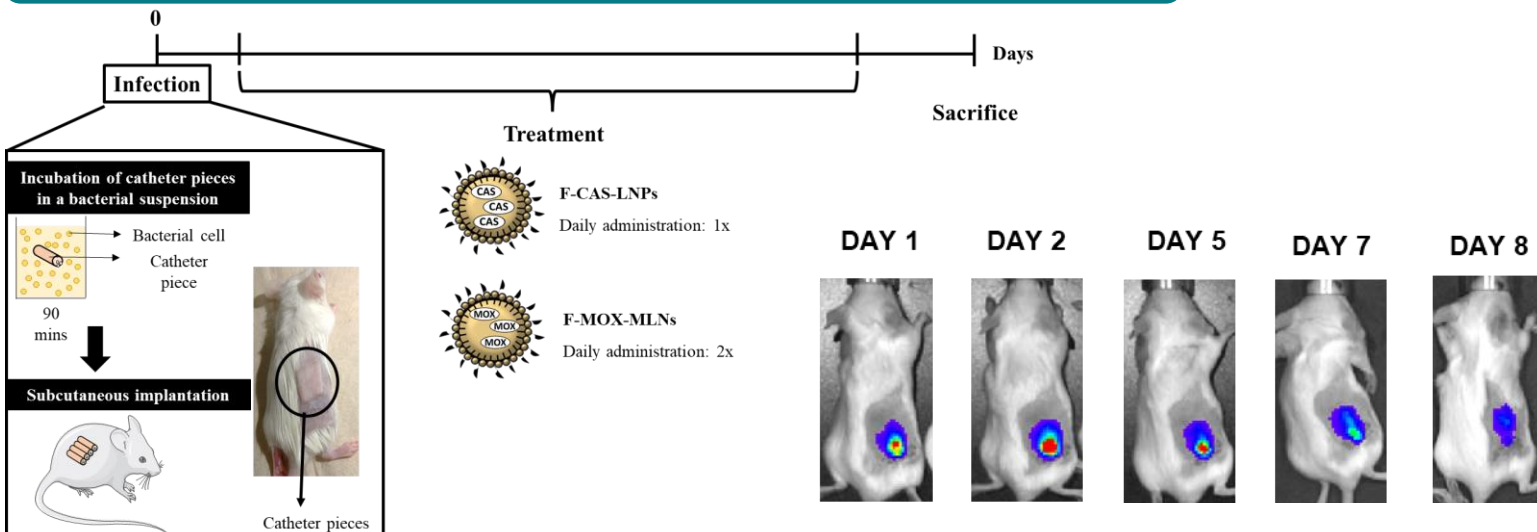 0
Days
Infection
Sacrifice
Treatment
Incubation of catheter pieces
in a bacterial suspension
Bacterial cell
Catheter
piece
90
mins
Subcutaneous implantation
Catheter pieces
CAS
CAS
CAS
F-CAS-LNPs
Daily administration: 1x
MOX
MOX
MOX
F-MOX-MLNs
Daily administration: 2x
DAY 1
DAY 2
DAY 5
DAY 7
DAY 8